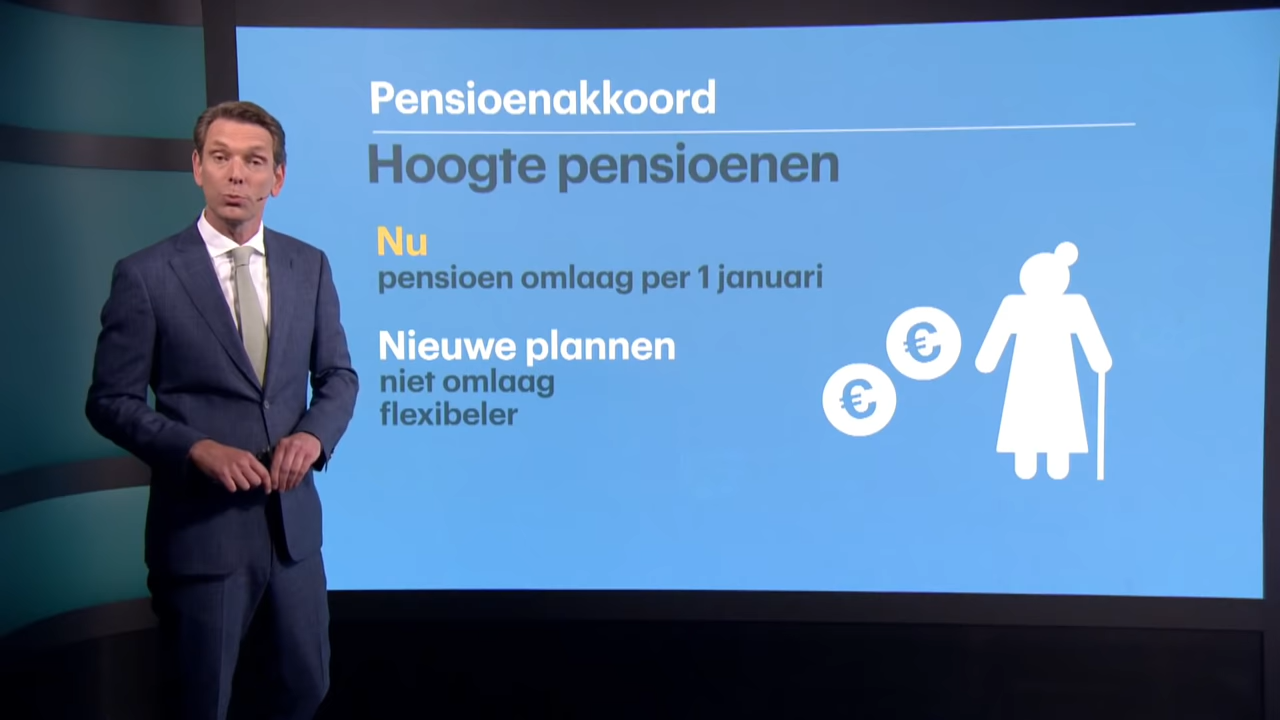 Pensioenakkoord
Hoogte pensioenen
Nu
pensioen omlaag per 1 januari
Nieuwe plannen
niet omlaag
flexibeler
€
€